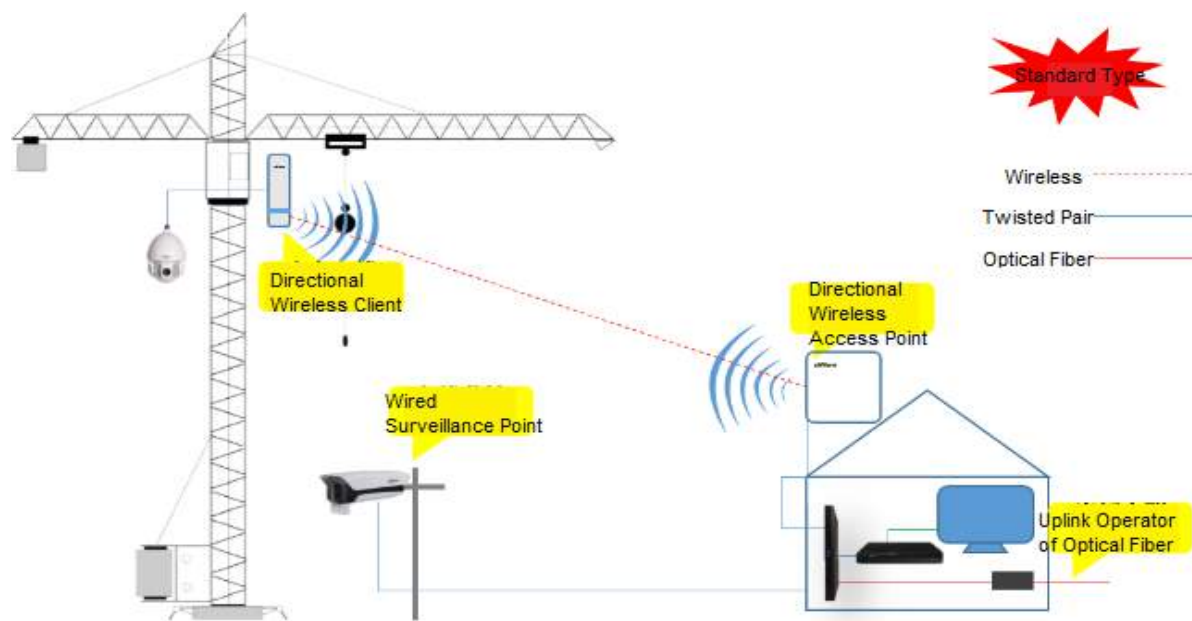 Standard Type
Wireless
Twisted Pair
Optical Fiber
Directional
Wireless Client
Directional
Wireless
Access Point
Wired
Surveillance Point
Uplink Operator
of Optical Fiber